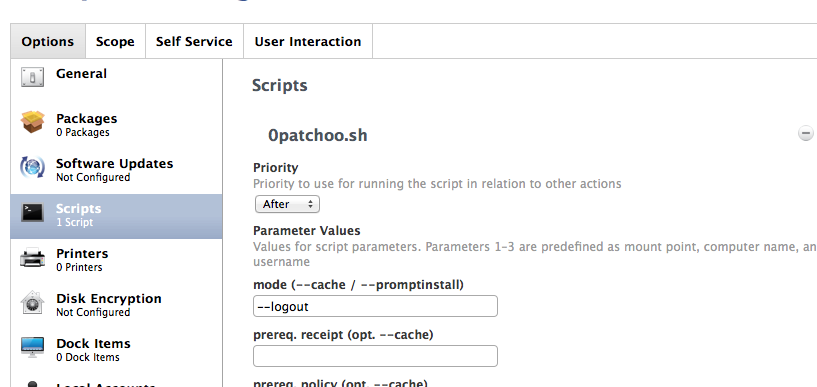 Options Scope Self Service User Interaction
General
Packages
0 Packages
Software Updates
Not Configured
Scripts
1 Script
Printers
0 Printers
Disk Encryption
Not Configured
Dock Items
0 Dock Items
Local Accounts
Scripts
0patchoo.sh
Priority
Priority to use for running the script in relation to other actions
After
Parameter Values
Values for script parameters. Parameters 1-3 are predefined as mount point, computer name, an
username
mode (--cache / --promptinstall)
--logout
prereq. receipt (opt. --cache)
prereq. policy (opt. --cache)